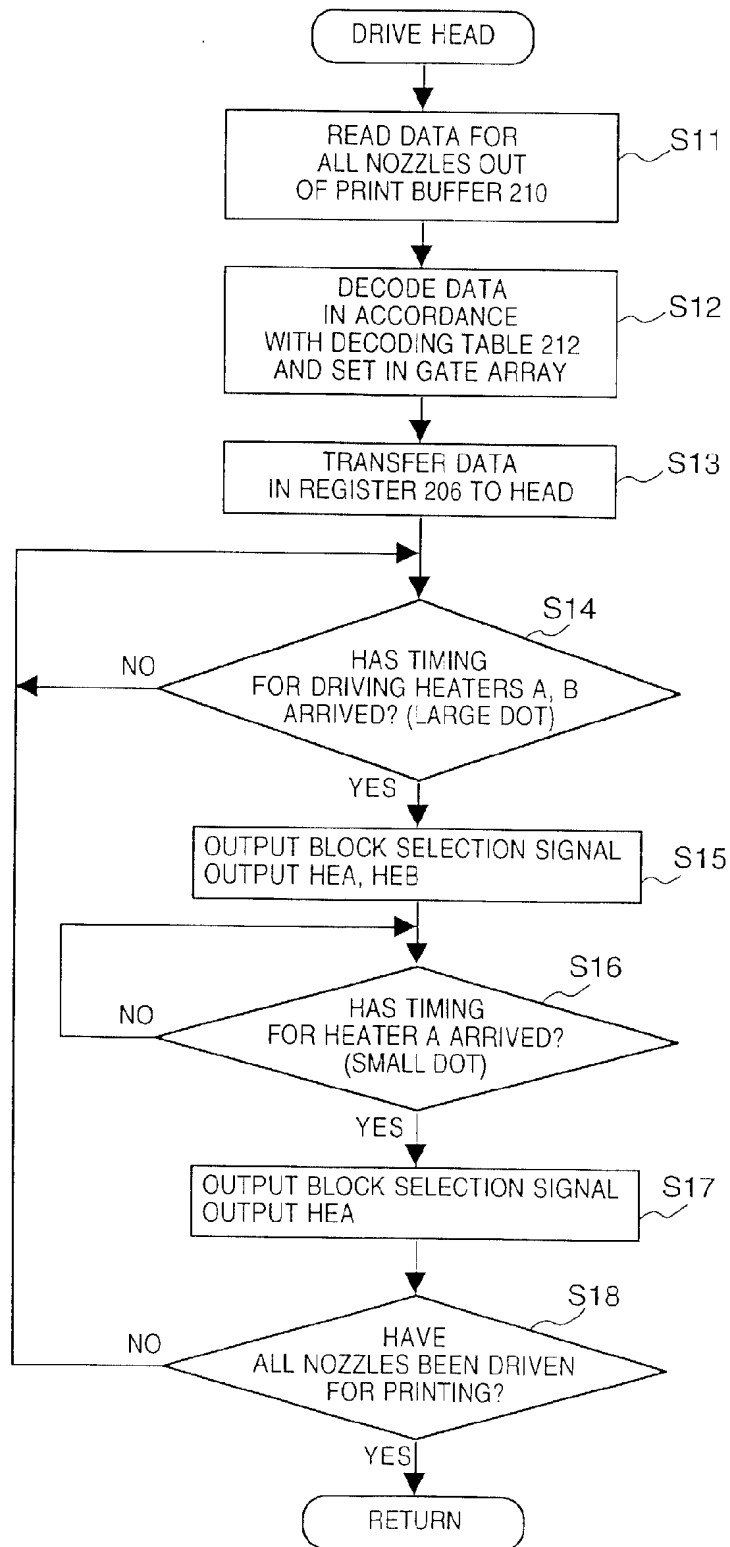 DRIVE HEAD
READ DATA FOR
ALL NOZZLES OUT
OF PRINT BUFFER 210
S11
DECODE DATA
IN ACCORDANCE
WITH DECODING TABLE 212
AND SET IN GATE ARRAY
S12
TRANSFER DATA
IN REGISTER 206 TO HEAD
S13
S14
NO
HAS TIMING
FOR DRIVING HEATERS A, B
ARRIVED? (LARGE DOT)
YES
OUTPUT BLOCK SELECTION SIGNAL
OUTPUT HEA, HEB
S15
S16
NO
HAS TIMING
FOR HEATER A ARRIVED?
(SMALL DOT)
YES
OUTPUT BLOCK SELECTION SIGNAL
OUTPUT HEA
S17
S18
NO
HAVE
ALL NOZZLES BEEN DRIVEN
FOR PRINTING?
YES
RETURN